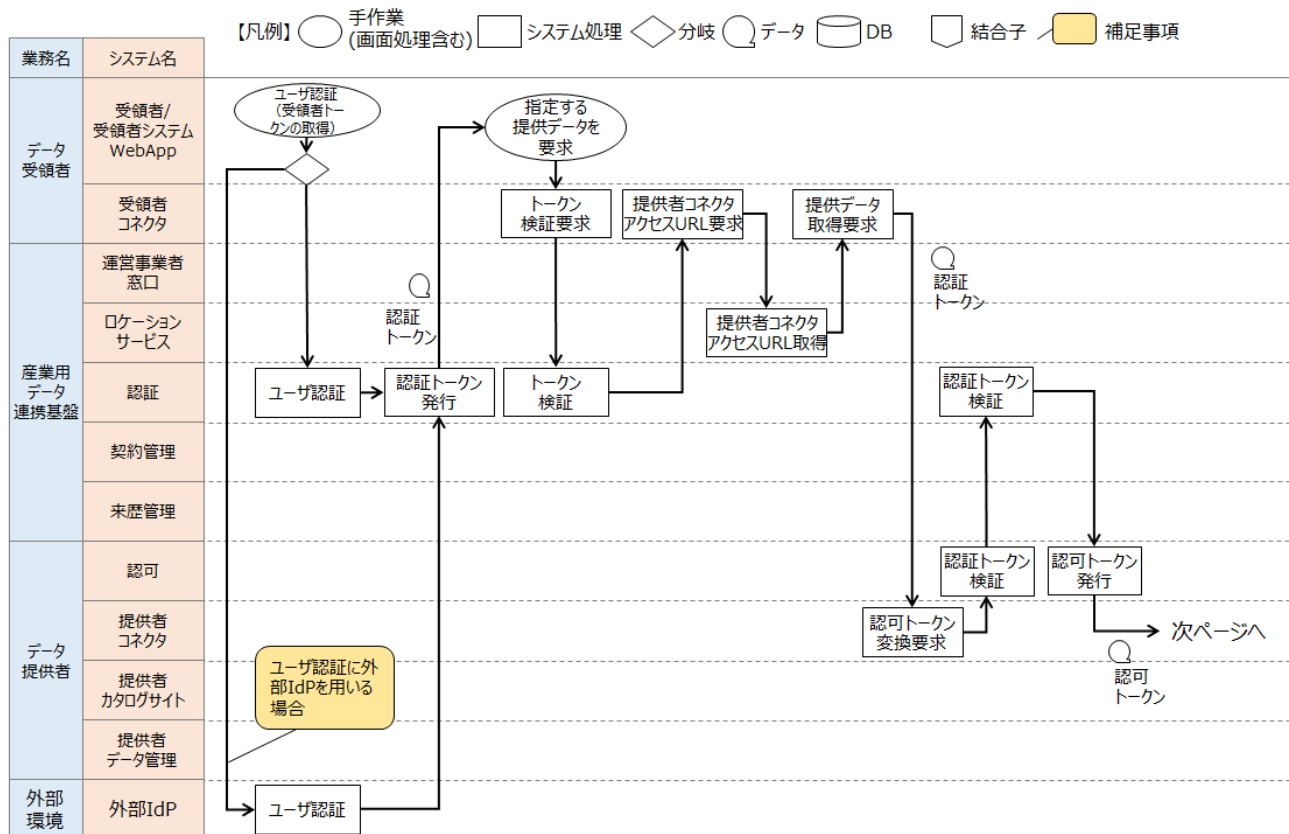 【凡例】
手作業
(画面処理含む)
システム処理
分岐
データ
DB
結合子
補足事項
業務名
システム名
データ
受領者
受領者/
受領者システム
WebApp
受領者
コネクタ
産業用
データ
連携基盤
運営事業者
窓口
ロケーション
サービス
認証
契約管理
来歴管理
データ
提供者
認可
提供者
コネクタ
提供者
カタログサイト
提供者
データ管理
外部
環境
外部IdP
ユーザ認証
(受領者トー
クンの取得)
指定する
提供データを
要求
トークン
検証要求
提供者コネクタ
アクセスURL要求
提供データ
取得要求
認証
トークン
認証
トークン
提供者コネクタ
アクセスURL取得
ユーザ認証
認証トークン
発行
トークン
検証
認証トークン
検証
認証トークン
検証
認可トークン
発行
認可トークン
変換要求
次ページへ
認可
トークン
ユーザ認証に外
部IdPを用いる
場合
ユーザ認証